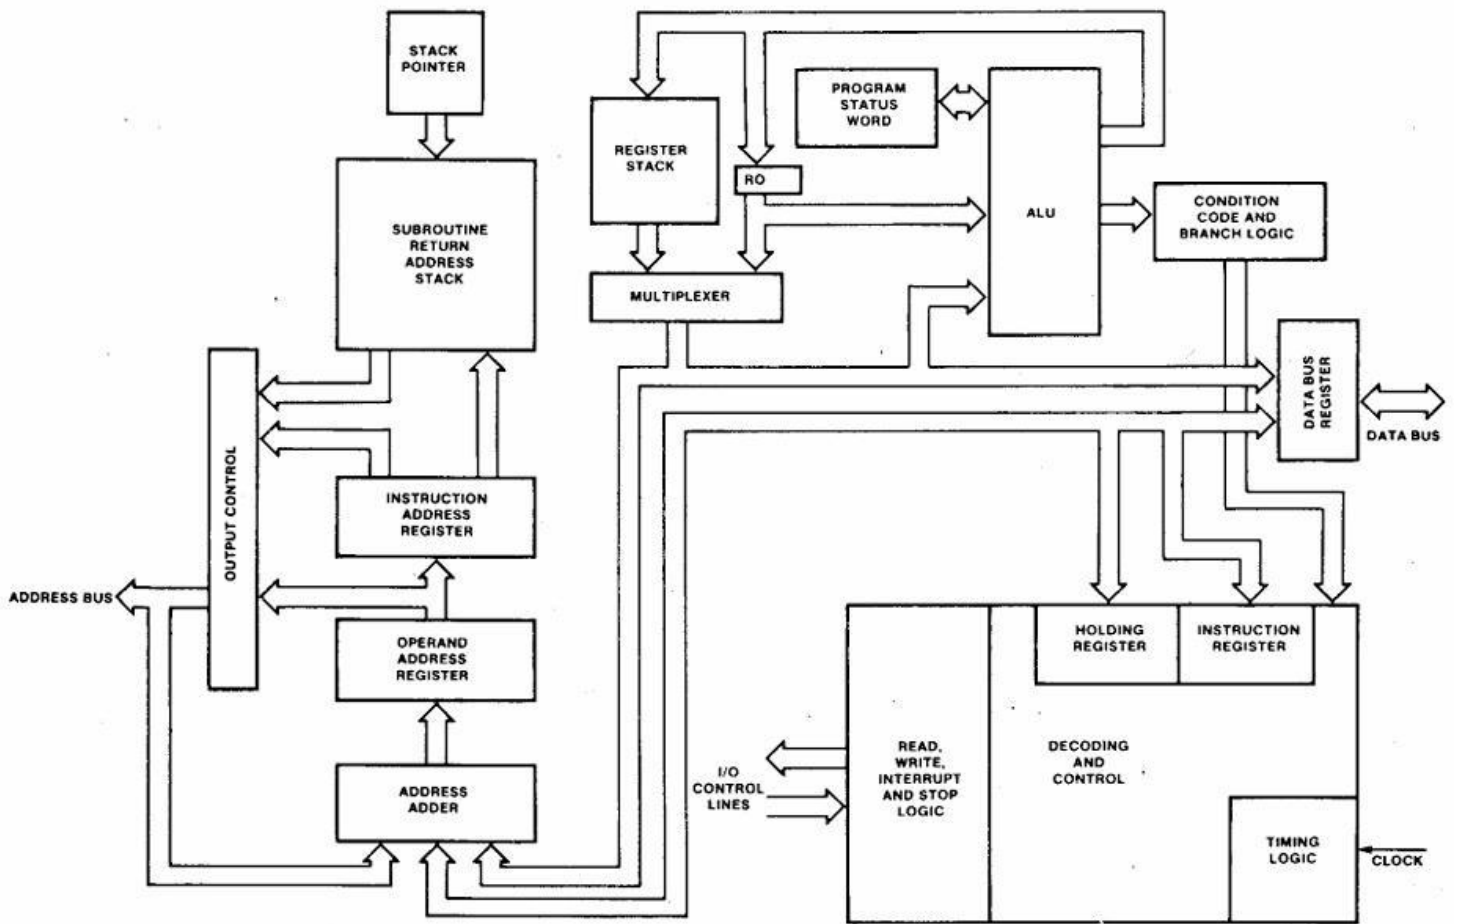 STACK
POINTER
SUBROUTINE
RETURN
ADDRESS
STACK
REGISTER
STACK
RO
MULTIPLEXER
PROGRAM
STATUS
WORD
ALU
CONDITION
CODE AND
BRANCH LOGIC
DATA BUS
REGISTER
DATA BUS
OUTPUT CONTROL
INSTRUCTION
ADDRESS
REGISTER
ADDRESS BUS
OPERAND
ADDRESS
REGISTER
ADDRESS
ADDER
HOLDING
REGISTER
INSTRUCTION
REGISTER
I/O
CONTROL
LINES
READ,
WRITE,
INTERRUPT
AND STOP
LOGIC
DECODING
AND
CONTROL
TIMING
LOGIC
CLOCK